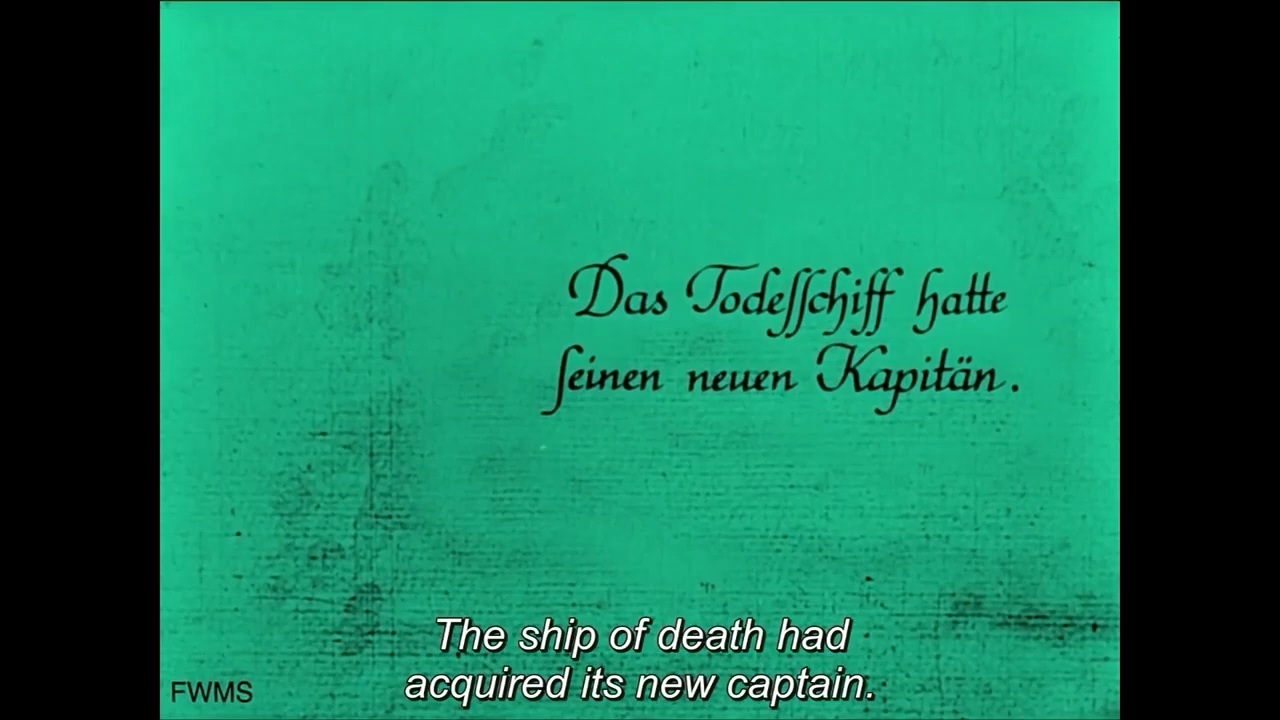 Das Todeſſchiff hatte
ſeinen neuen Kapitän.
The ship of death had
acquired its new captain.
FWMS